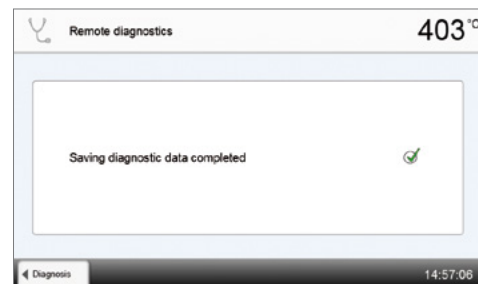 Remote diagnostics
403 °C
Saving diagnostic data completed
Diagnosis
14:57:06